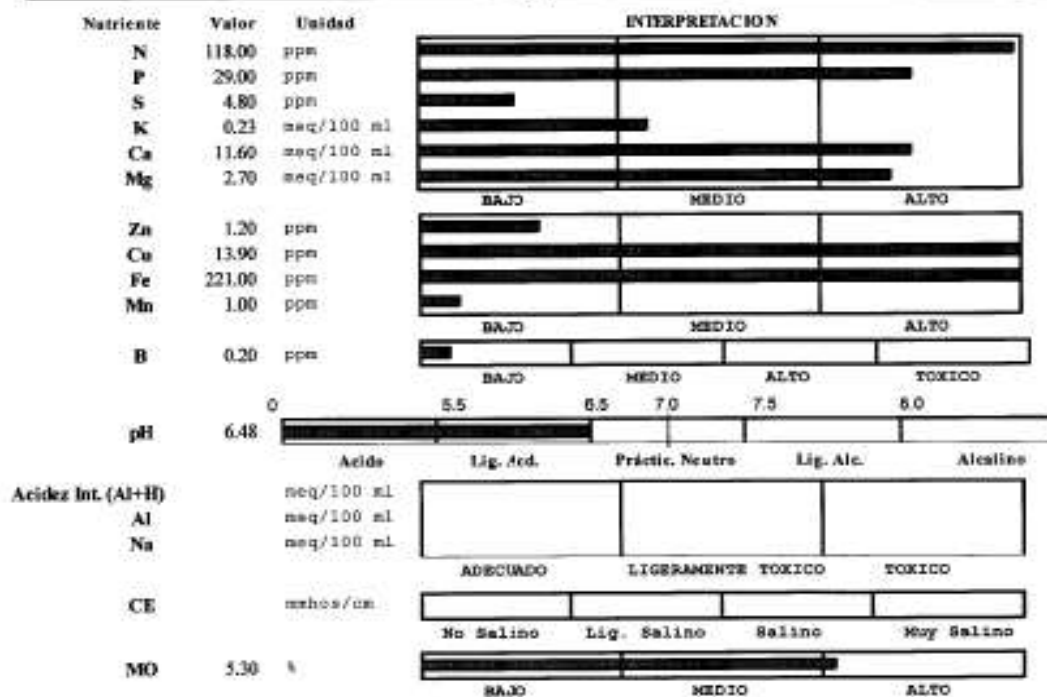 Nutriente Valor Unidad INTERPRETACION
N 118.00 ppm
P 29.00 ppm
S 4.80 ppm
K 0.23 meq/100 ml
Ca 11.60 meq/100 ml
Mg 2.70 meq/100 ml
BAJO MEDIO ALTO
Zn 1.20 ppm
Cu 13.90 ppm
Fe 221.00 ppm
Mn 1.00 ppm
BAJO MEDIO ALTO
B 0.20 ppm
BAJO MEDIO ALTO TOXICO
0 5.5 6.5 7.0 7.5 8.0
pH 6.48
Acido Lig. Acd. Práctic. Neutro Lig. Alc. Alcalino
Acidez Int. (Al+H) meq/100 ml
Al meq/100 ml
Na meq/100 ml
ADECUADO LIGERAMENTE TOXICO TOXICO
CE mmhos/cm
No Salino Lig. Salino Salino Muy Salino
MO 5.30 %
BAJO MEDIO ALTO